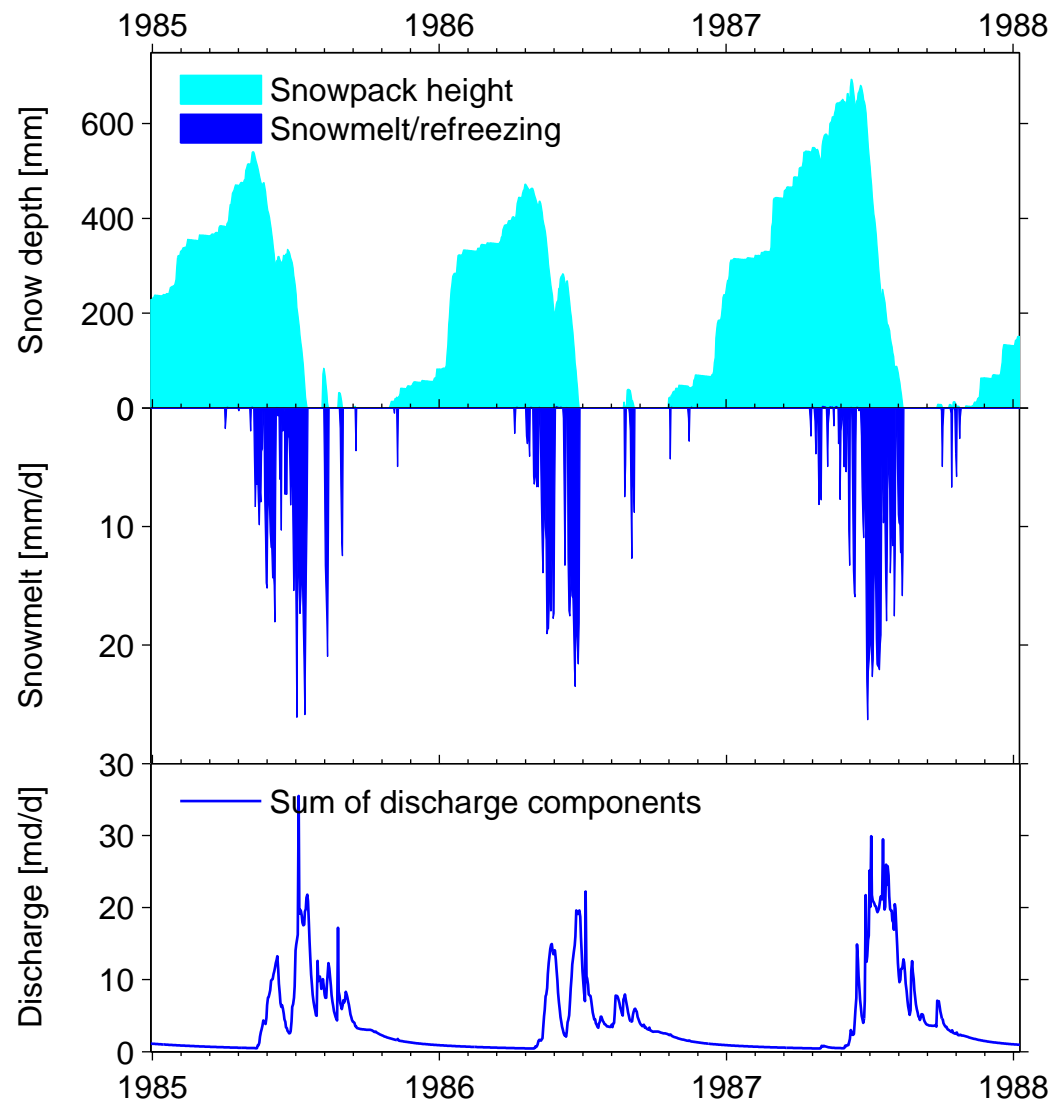 1985 1986 1987 1988
Snowpack height
Snowmelt/refreezing
Snow depth [mm]
600
400
200
0
Snowmelt [mm/d]
10
20
30
Sum of discharge components
Discharge [md/d]
30
20
10
0
1985 1986 1987 1988